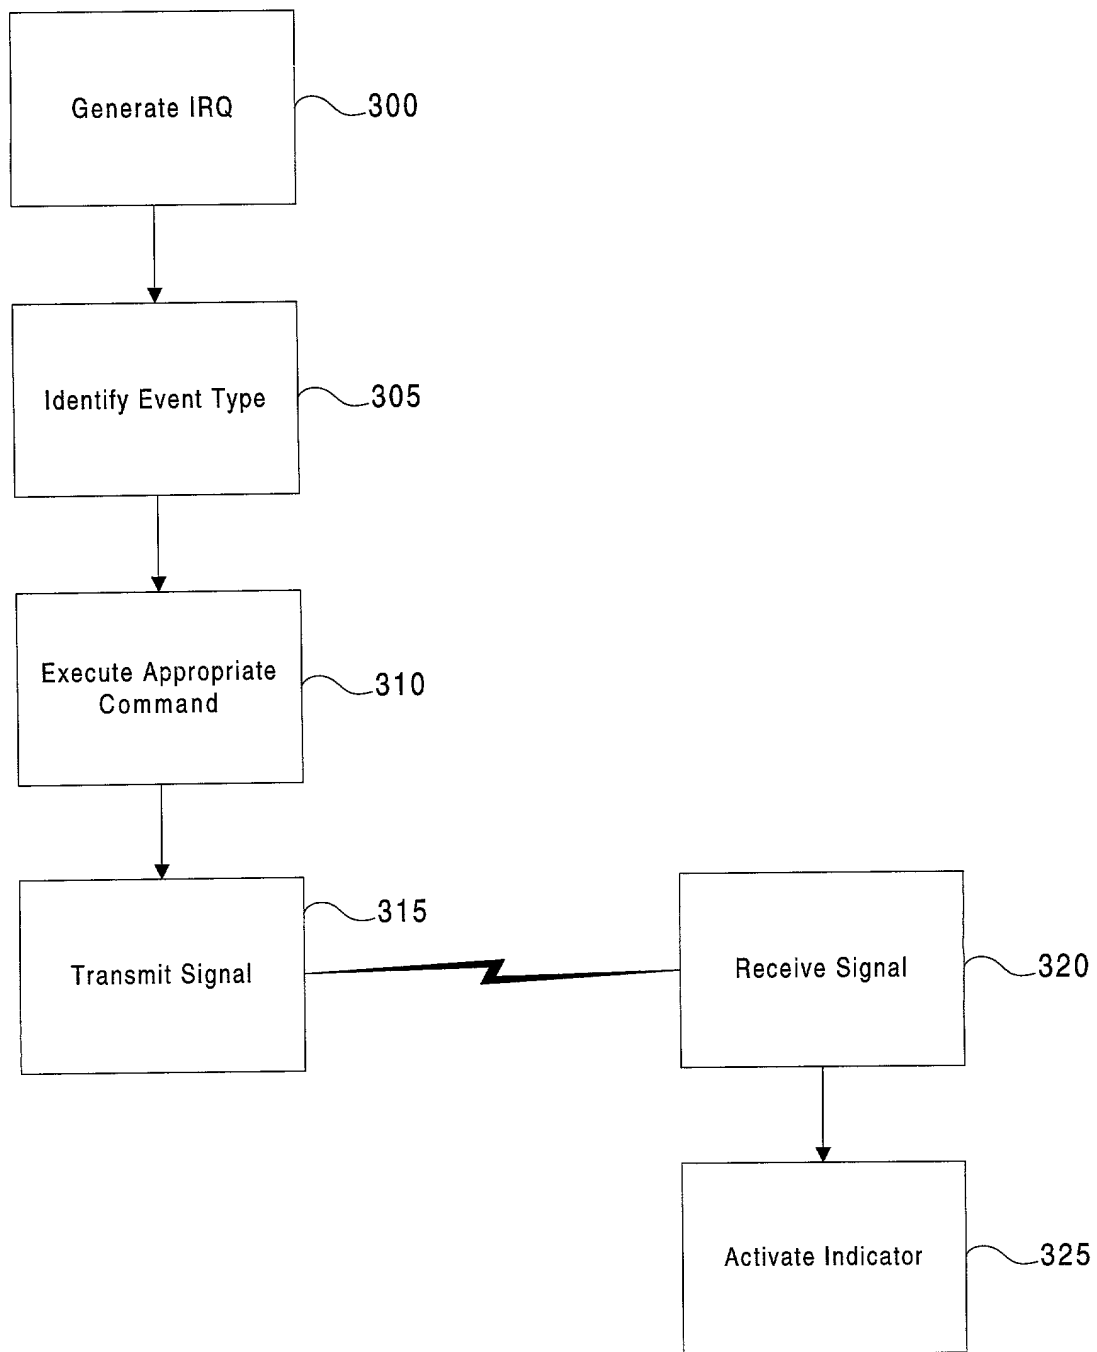 Generate IRQ
300
Identify Event Type
305
Execute Appropriate
Command
310
Transmit Signal
315
Receive Signal
320
Activate Indicator
325